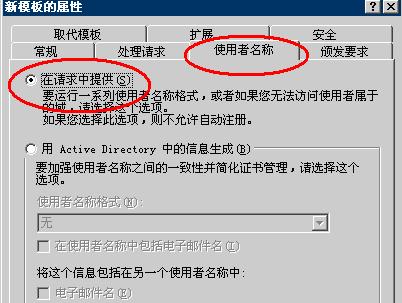 新模板的属性
取代模板 扩展 安全
常规 处理请求 使用者名称 颁发要求
在请求中提供(S)
要运行一系列使用者名称格式，或者如果您无法访问使用者属于
的域，请选择这个选项。
如果您选择此选项，则不允许自动注册。
用 Active Directory 中的信息生成(B)
要加强使用者名称之间的一致性并简化证书管理，请选择这个
选项。
使用者名称格式(N):
无
在使用者名称中包括电子邮件名(I)
将这个信息包括在另一个使用者名称中:
电子邮件名(E)